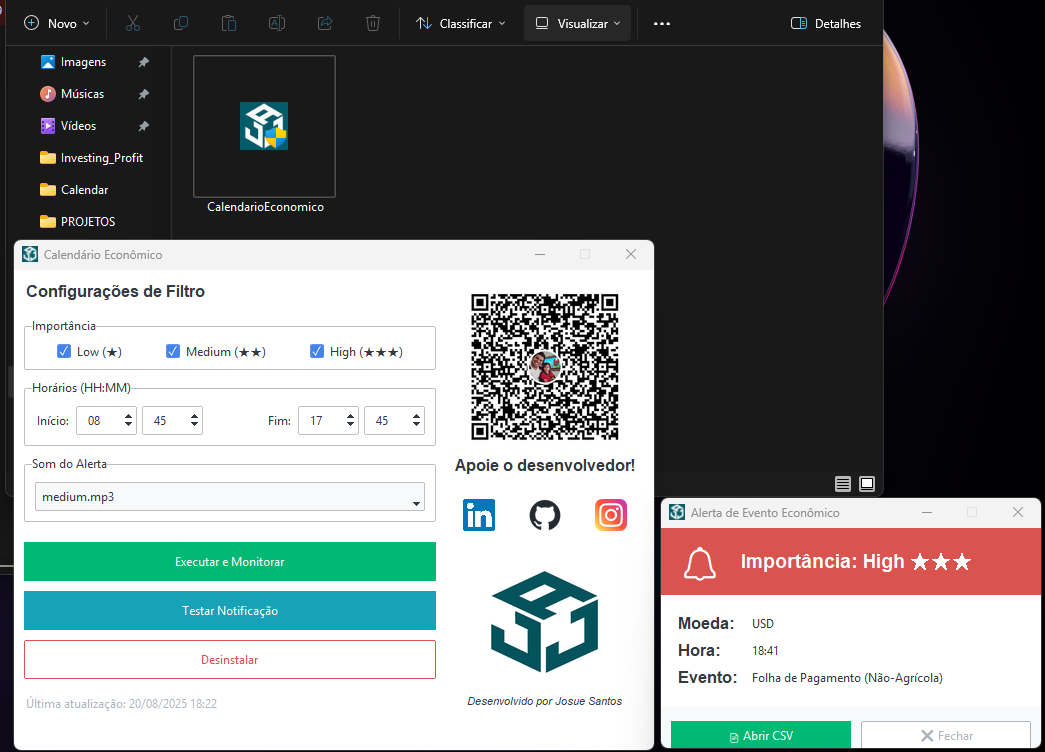 Novo
Classificar
Visualizar
Detalhes
Imagens
Músicas
Vídeos
Investing_Profit
Calendar
PROJETOS
CalendarioEconomico
Calendário Econômico
Configurações de Filtro
Importância
Low (★)
Medium (★★)
High (★★★)
Horários (HH:MM)
Início: 08 45 Fim: 17 45
Som do Alerta
medium.mp3
Executar e Monitorar
Testar Notificação
Desinstalar
Última atualização: 20/08/2025 18:22
Apoie o desenvolvedor!
in
Desenvolvido por Josue Santos
Alerta de Evento Econômico
Importância: High ★★★
Moeda: USD
Hora: 18:41
Evento: Folha de Pagamento (Não-Agrícola)
Abrir CSV
Fechar